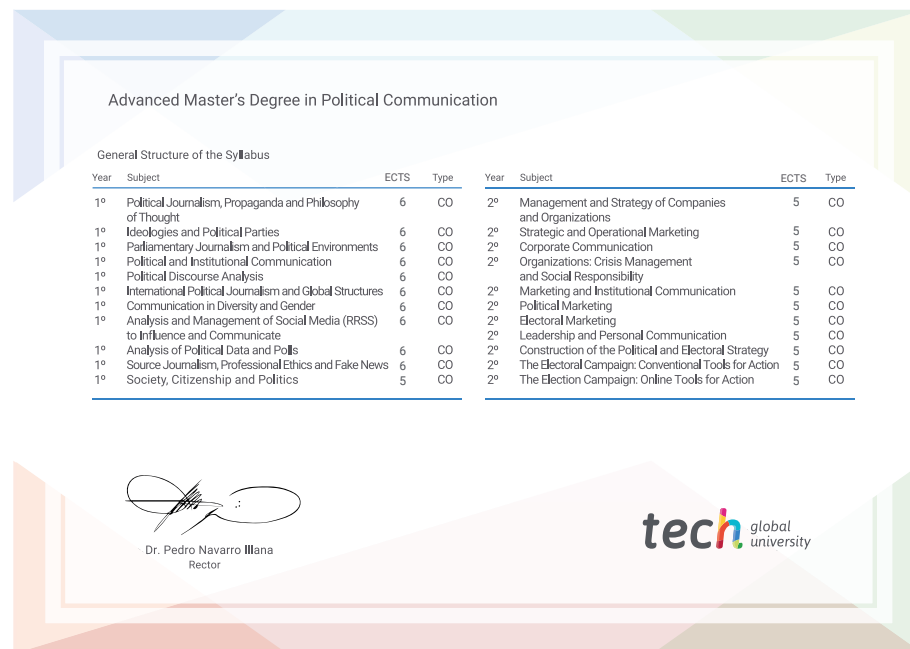 Advanced Master's Degree in Political Communication
General Structure of the Syllabus
Year Subject ECTS Type
1º Political Journalism, Propaganda and Philosophy 6 CO
of Thought
1º Ideologies and Political Parties 6 CO
1º Parliamentary Journalism and Political Environments 6 CO
1º Political and Institutional Communication 6 CO
1º Political Discourse Analysis 6 CO
1º International Political Journalism and Global Structures 6 CO
1º Communication in Diversity and Gender 6 CO
1º Analysis and Management of Social Media (RRSS) 6 CO
to Influence and Communicate
1º Analysis of Political Data and Polls 6 CO
1º Source Journalism, Professional Ethics and Fake News 6 CO
1º Society, Citizenship and Politics 5 CO
Year Subject ECTS Type
2º Management and Strategy of Companies 5 CO
and Organizations
2º Strategic and Operational Marketing 5 CO
2º Corporate Communication 5 CO
2º Organizations: Crisis Management 5 CO
and Social Responsibility
2º Marketing and Institutional Communication 5 CO
2º Political Marketing 5 CO
2º Electoral Marketing 5 CO
2º Leadership and Personal Communication 5 CO
2º Construction of the Political and Electoral Strategy 5 CO
2º The Electoral Campaign: Conventional Tools for Action 5 CO
2º The Election Campaign: Online Tools for Action 5 CO
Dr. Pedro Navarro Illana
Rector
tech global
university